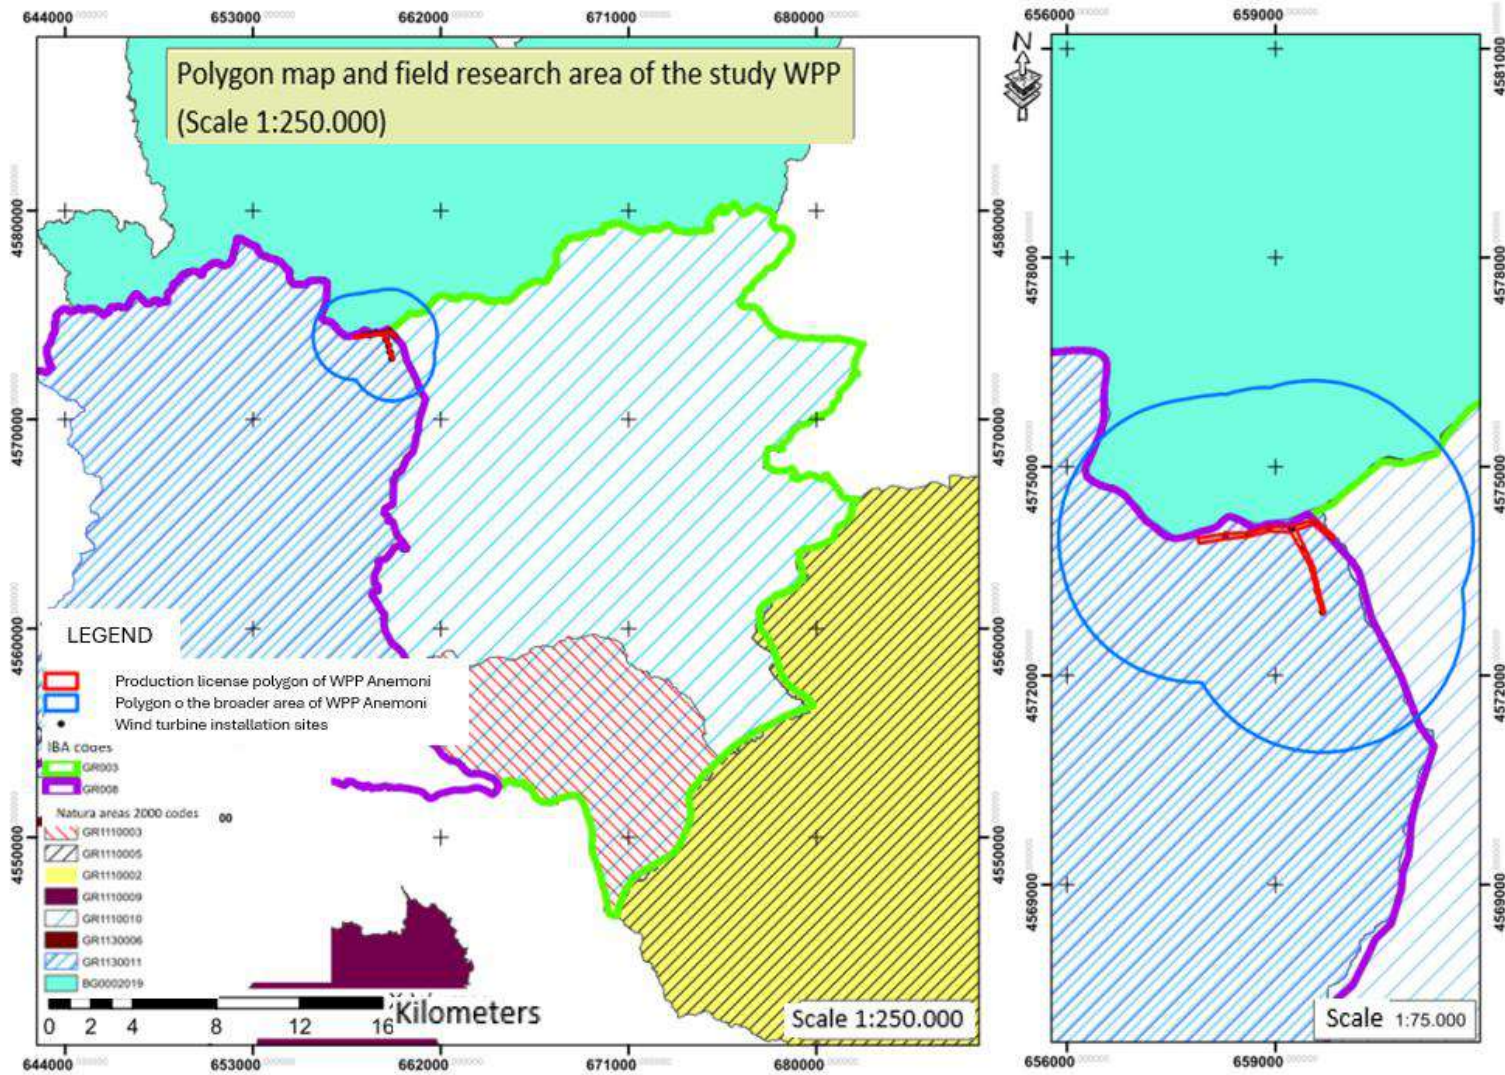 644000 653000 662000 671000 680000
656000 659000
Polygon map and field research area of the study WPP
(Scale 1:250.000)
N
4580000
4570000
4560000
4550000
4580000
4570000
4560000
4550000
4578000
4575000
4572000
4569000
4581000
4578000
4575000
4572000
4569000
LEGEND
Production license polygon of WPP Anemoni
Polygon o the broader area of WPP Anemoni
Wind turbine installation sites
IBA codes
GR003
GR008
Natura areas 2000 codes
00
GR1110003
GR1110005
GR1110002
GR1110009
GR1110010
GR1130006
GR1130011
BG0002019
Kilometers
0 2 4 8 12 16
Scale 1:250.000
Scale 1:75.000
644000 653000 662000 671000 680000
656000 659000